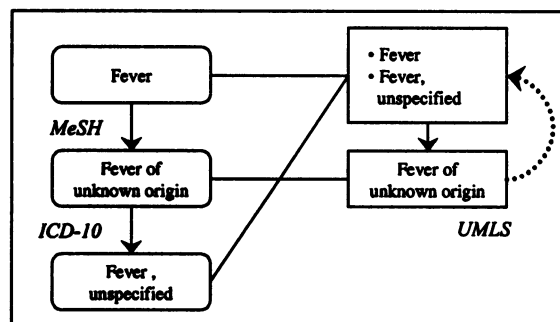 Fever
MeSH
Fever of
unknown origin
ICD-10
Fever ,
unspecified
• Fever
• Fever,
unspecified
Fever of
unknown origin
UMLS